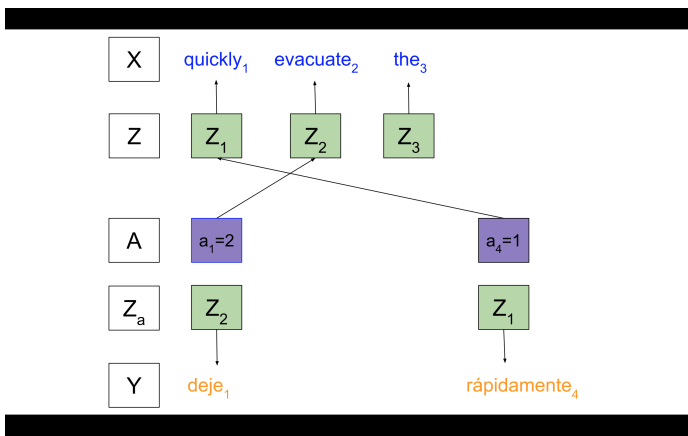 X quickly₁ evacuate₂ the₃
Z Z₁ Z₂ Z₃
A a₁=2 a₄=1
Zₐ Z₂ Z₁
Y deje₁ rápidamente₄